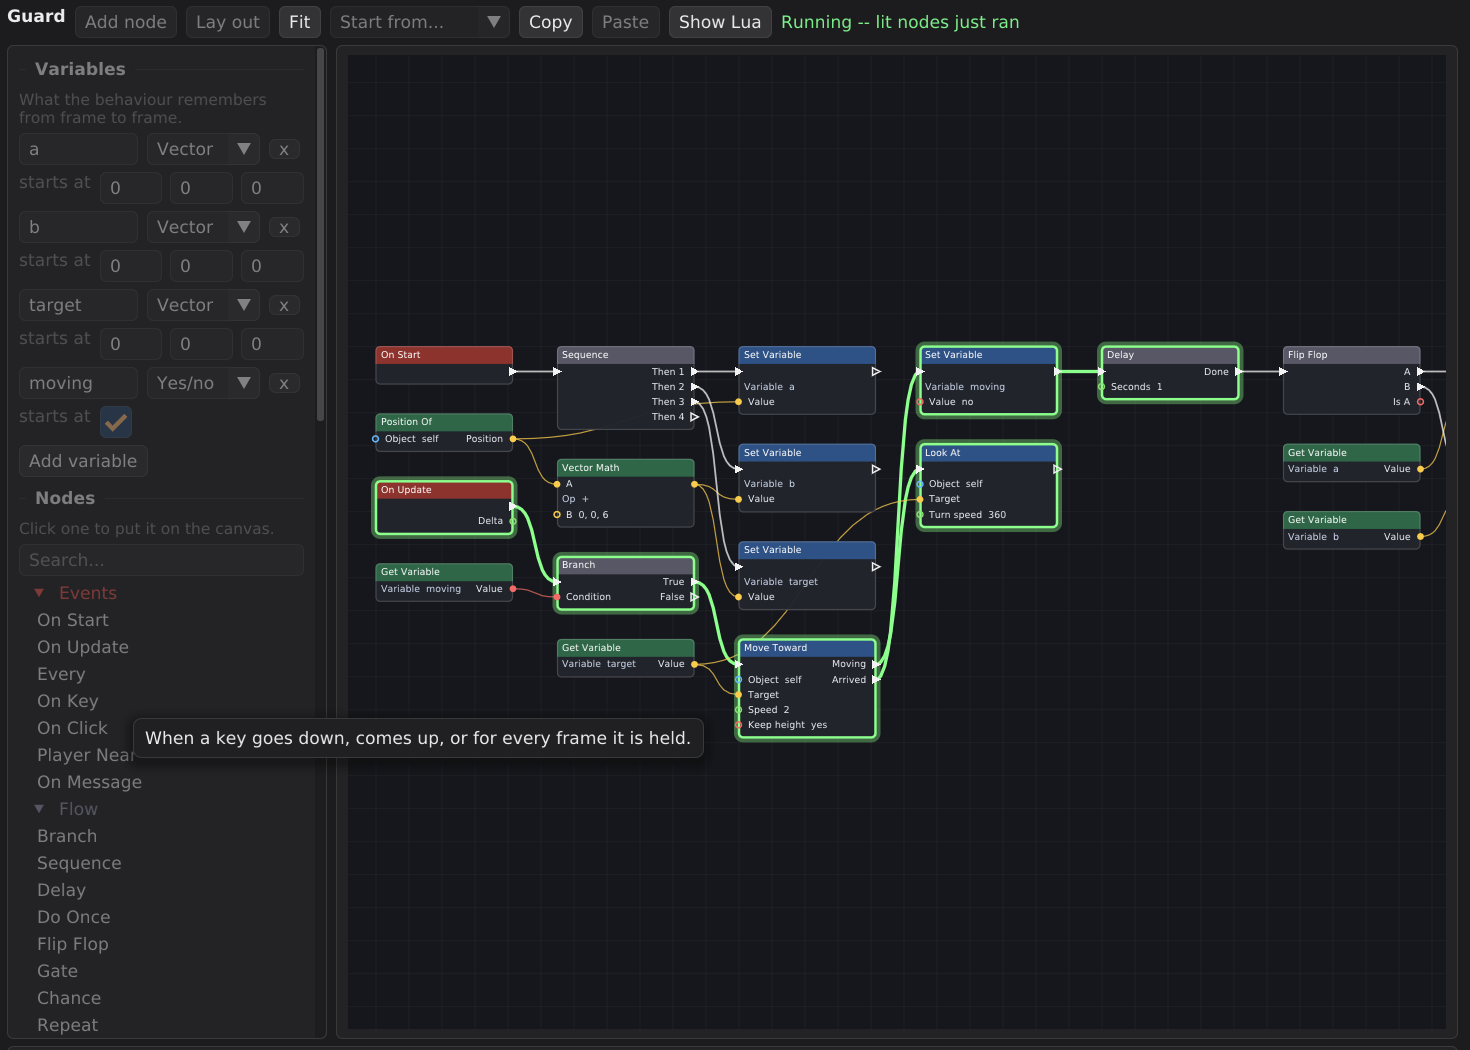 Guard
Add node
Lay out
Fit
Start from...
Copy
Paste
Show Lua
Running -- lit nodes just ran
Variables
What the behaviour remembers
from frame to frame.
a Vector x
starts at 0 0 0
b Vector x
starts at 0 0 0
target Vector x
starts at 0 0 0
moving Yes/no x
starts at
Add variable
Nodes
Click one to put it on the canvas.
Search...
Events
On Start
On Update
Every
On Key
On Click
Player Near
On Message
Flow
Branch
Sequence
Delay
Do Once
Flip Flop
Gate
Chance
Repeat
When a key goes down, comes up, or for every frame it is held.
On Start
Position Of
Object self Position
On Update
Delta
Get Variable
Variable moving Value
Sequence
Then 1
Then 2
Then 3
Then 4
Vector Math
A
Op +
B 0, 0, 6
Branch
True
Condition False
Get Variable
Variable target Value
Set Variable
Variable a
Value
Set Variable
Variable b
Value
Set Variable
Variable target
Value
Move Toward
Moving
Object self Arrived
Target
Speed 2
Keep height yes
Set Variable
Variable moving
Value no
Look At
Object self
Target
Turn speed 360
Delay
Done
Seconds 1
Flip Flop
A
B
Is A
Get Variable
Variable a Value
Get Variable
Variable b Value